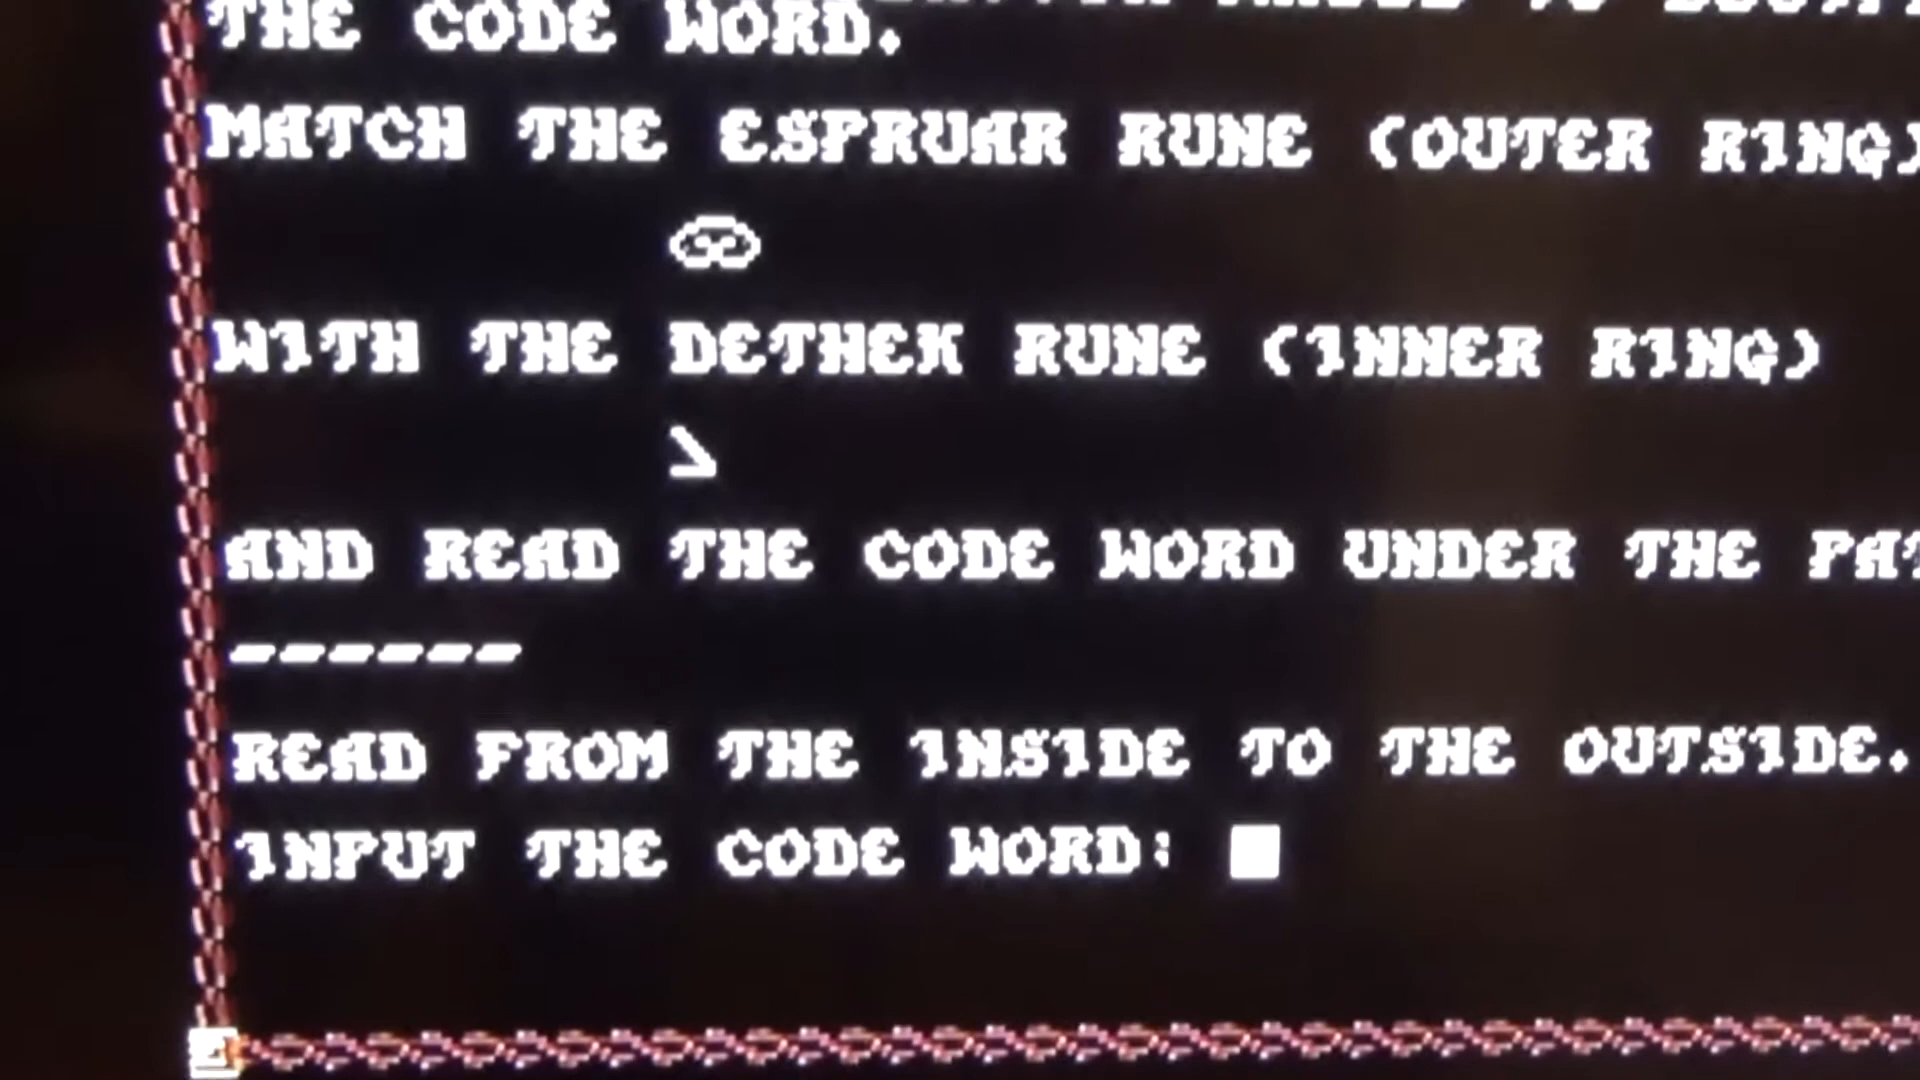 THE CODE WORD.
MATCH THE ESPRUAR RUNE (OUTER RING)
WITH THE DETHEK RUNE (INNER RING)
AND READ THE CODE WORD UNDER THE
------
READ FROM THE INSIDE TO THE OUTSIDE.
INPUT THE CODE WORD: